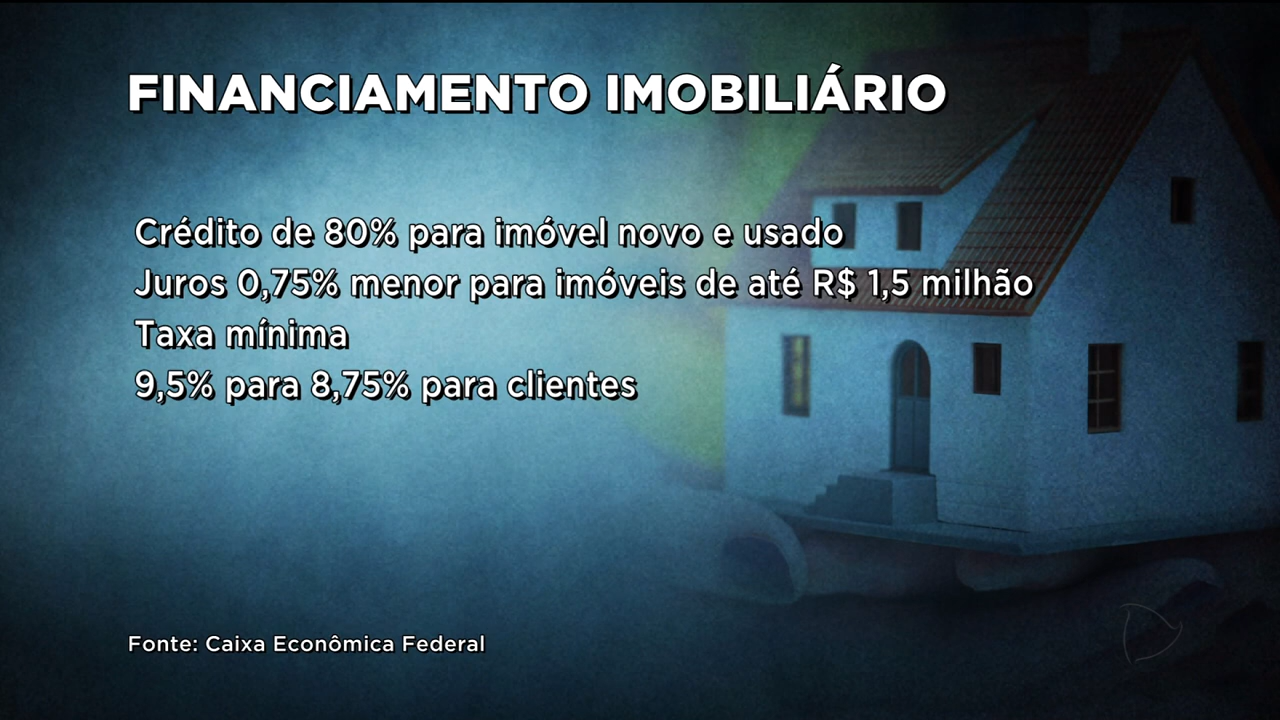 FINANCIAMENTO IMOBILIÁRIO
Crédito de 80% para imóvel novo e usado
Juros 0,75% menor para imóveis de até R$ 1,5 milhão
Taxa mínima
9,5% para 8,75% para clientes
Fonte: Caixa Econômica Federal